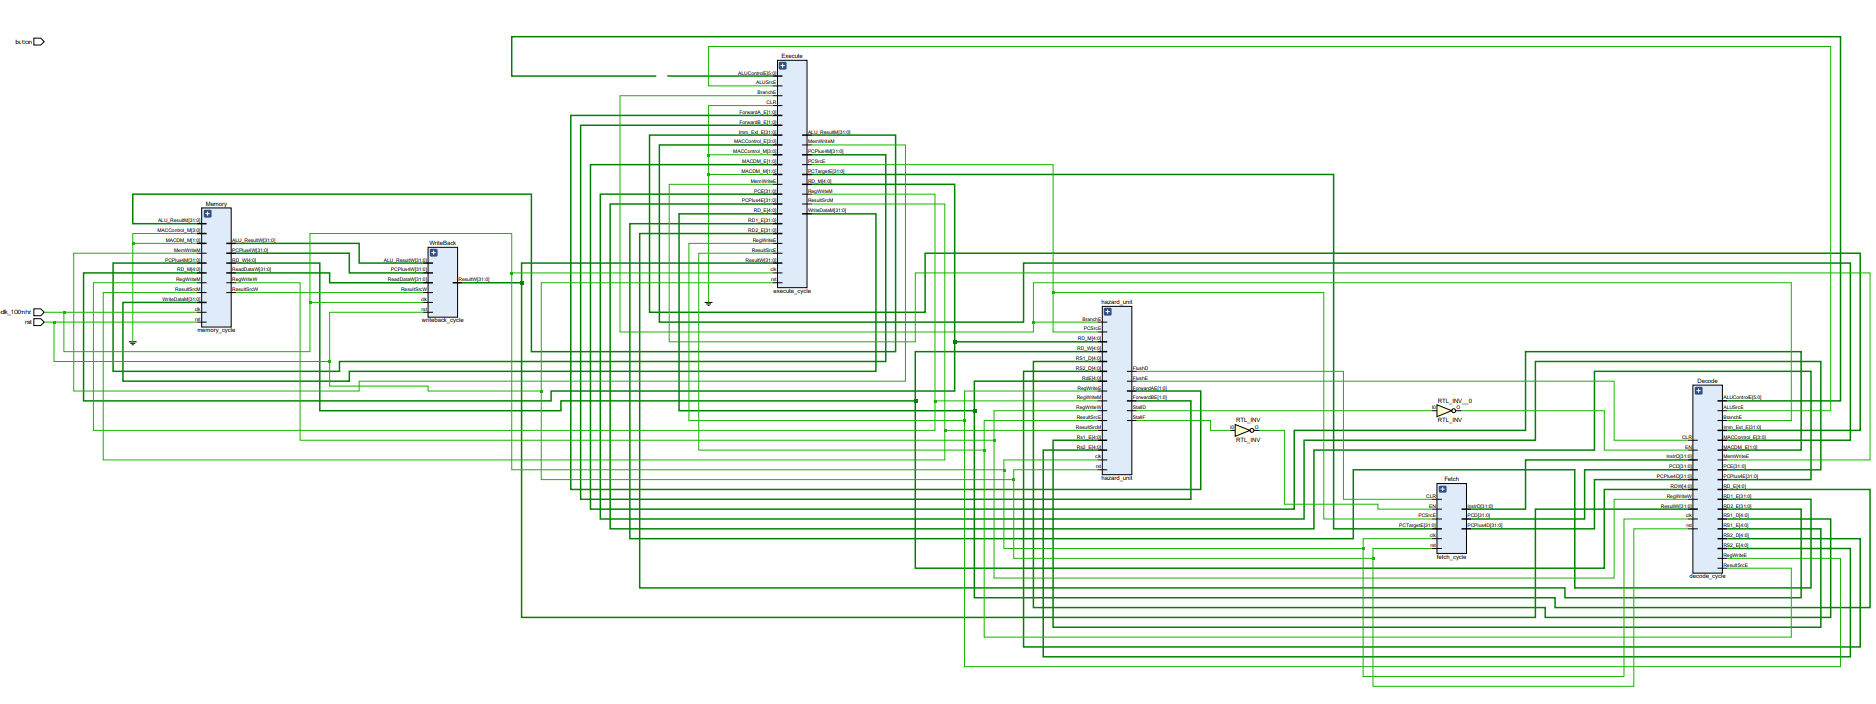 button
clk_100mhz
rst
Execute
ALUControlE[5:0]
ALUSrcE
BranchE
CLR
ForwardA_E[1:0]
ForwardB_E[1:0]
Imm_Ext_E[31:0]
MACControl_E[3:0]
MACControl_M[3:0]
MACDM_E[1:0]
MACDM_M[1:0]
MemWriteE
PCE[31:0]
PCPlus4E[31:0]
RD_E[4:0]
RD1_E[31:0]
RD2_E[31:0]
RegWriteE
ResultSrcE
ResultW[31:0]
clk
rst
ALU_ResultM[31:0]
MemWriteM
PCPlus4M[31:0]
PCSrcE
PCTargetE[31:0]
RD_M[4:0]
RegWriteM
ResultSrcM
WriteDataM[31:0]
execute_cycle
Memory
ALU_ResultM[31:0]
MACControl_M[3:0]
MACDM_M[1:0]
MemWriteM
PCPlus4M[31:0]
RD_M[4:0]
RegWriteM
ResultSrcM
WriteDataM[31:0]
clk
rst
ALU_ResultW[31:0]
PCPlus4W[31:0]
RD_W[4:0]
ReadDataW[31:0]
RegWriteW
ResultSrcW
memory_cycle
WriteBack
ALU_ResultW[31:0]
PCPlus4W[31:0]
ReadDataW[31:0]
ResultSrcW
clk
rst
ResultW[31:0]
writeback_cycle
hazard_unit
BranchE
PCSrcE
RD_M[4:0]
RD_W[4:0]
RS1_D[4:0]
RS2_D[4:0]
RdE[4:0]
RegWriteE
RegWriteM
RegWriteW
ResultSrcE
ResultSrcM
Rs1_E[4:0]
Rs2_E[4:0]
clk
rst
FlushD
FlushE
ForwardAE[1:0]
ForwardBE[1:0]
StallD
StallF
hazard_unit
RTL_INV
I0
O
RTL_INV
RTL_INV__0
I0
O
RTL_INV
Fetch
CLR
EN
PCSrcE
PCTargetE[31:0]
clk
rst
InstrD[31:0]
PCD[31:0]
PCPlus4D[31:0]
fetch_cycle
Decode
CLR
EN
InstrD[31:0]
PCD[31:0]
PCPlus4D[31:0]
RDW[4:0]
RegWriteW
ResultW[31:0]
clk
rst
ALUControlE[5:0]
ALUSrcE
BranchE
Imm_Ext_E[31:0]
MACControl_E[3:0]
MACDM_E[1:0]
MemWriteE
PCE[31:0]
PCPlus4E[31:0]
RD_E[4:0]
RD1_E[31:0]
RD2_E[31:0]
RS1_D[4:0]
RS1_E[4:0]
RS2_D[4:0]
RS2_E[4:0]
RegWriteE
ResultSrcE
decode_cycle